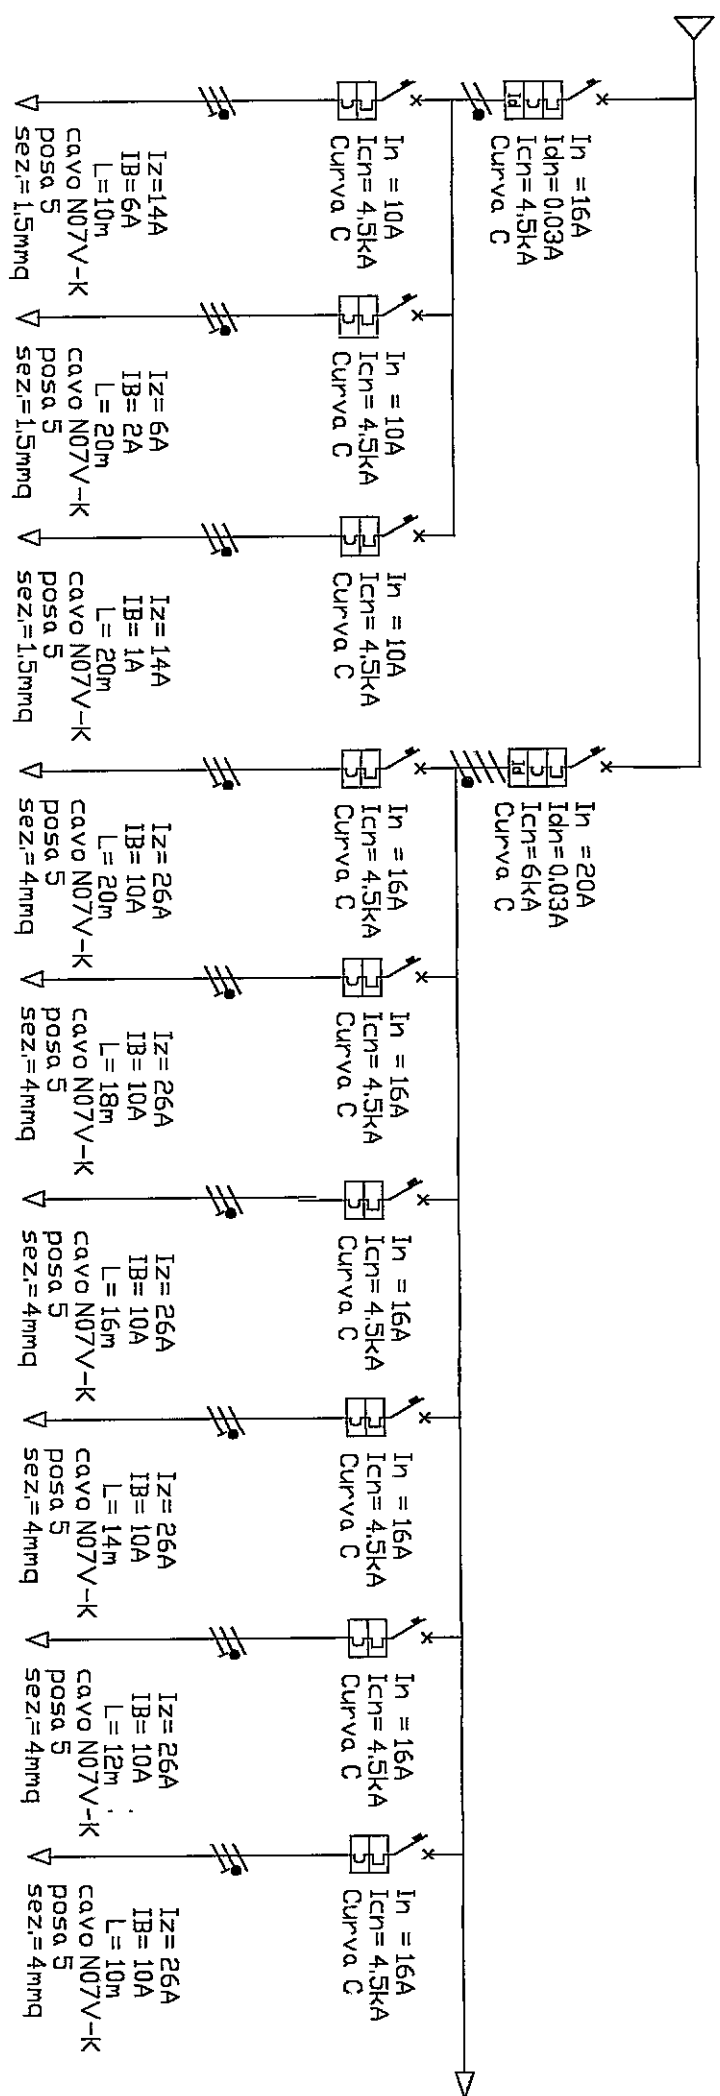 In =16A
Idn=0,03A
Icn=4,5kA
Curva C
In =20A
Idn=0,03A
Icn=6kA
Curva C
Id
Id
In =10A
Icn= 4,5kA
Curva C
In =10A
Icn= 4,5kA
Curva C
In =10A
Icn= 4,5kA
Curva C
In =16A
Icn= 4,5kA
Curva C
In =16A
Icn= 4,5kA
Curva C
In =16A
Icn= 4,5kA
Curva C
In =16A
Icn= 4,5kA
Curva C
In =16A
Icn= 4,5kA
Curva C
In =16A
Icn= 4,5kA
Curva C
Iz=14A
IB=6A
L=10m
cavo N07V-K
posa 5
sez.=1,5mmq
Iz=6A
IB=2A
L=20m
cavo N07V-K
posa 5
sez.=1,5mmq
Iz=14A
IB=1A
L=20m
cavo N07V-K
posa 5
sez.=1,5mmq
Iz=26A
IB=10A
L=20m
cavo N07V-K
posa 5
sez.=4mmq
Iz=26A
IB=10A
L=18m
cavo N07V-K
posa 5
sez.=4mmq
Iz=26A
IB=10A
L=16m
cavo N07V-K
posa 5
sez.=4mmq
Iz=26A
IB=10A
L=14m
cavo N07V-K
posa 5
sez.=4mmq
Iz=26A
IB=10A
L=12m
cavo N07V-K
posa 5
sez.=4mmq
Iz=26A
IB=10A
L=10m
cavo N07V-K
posa 5
sez.=4mmq